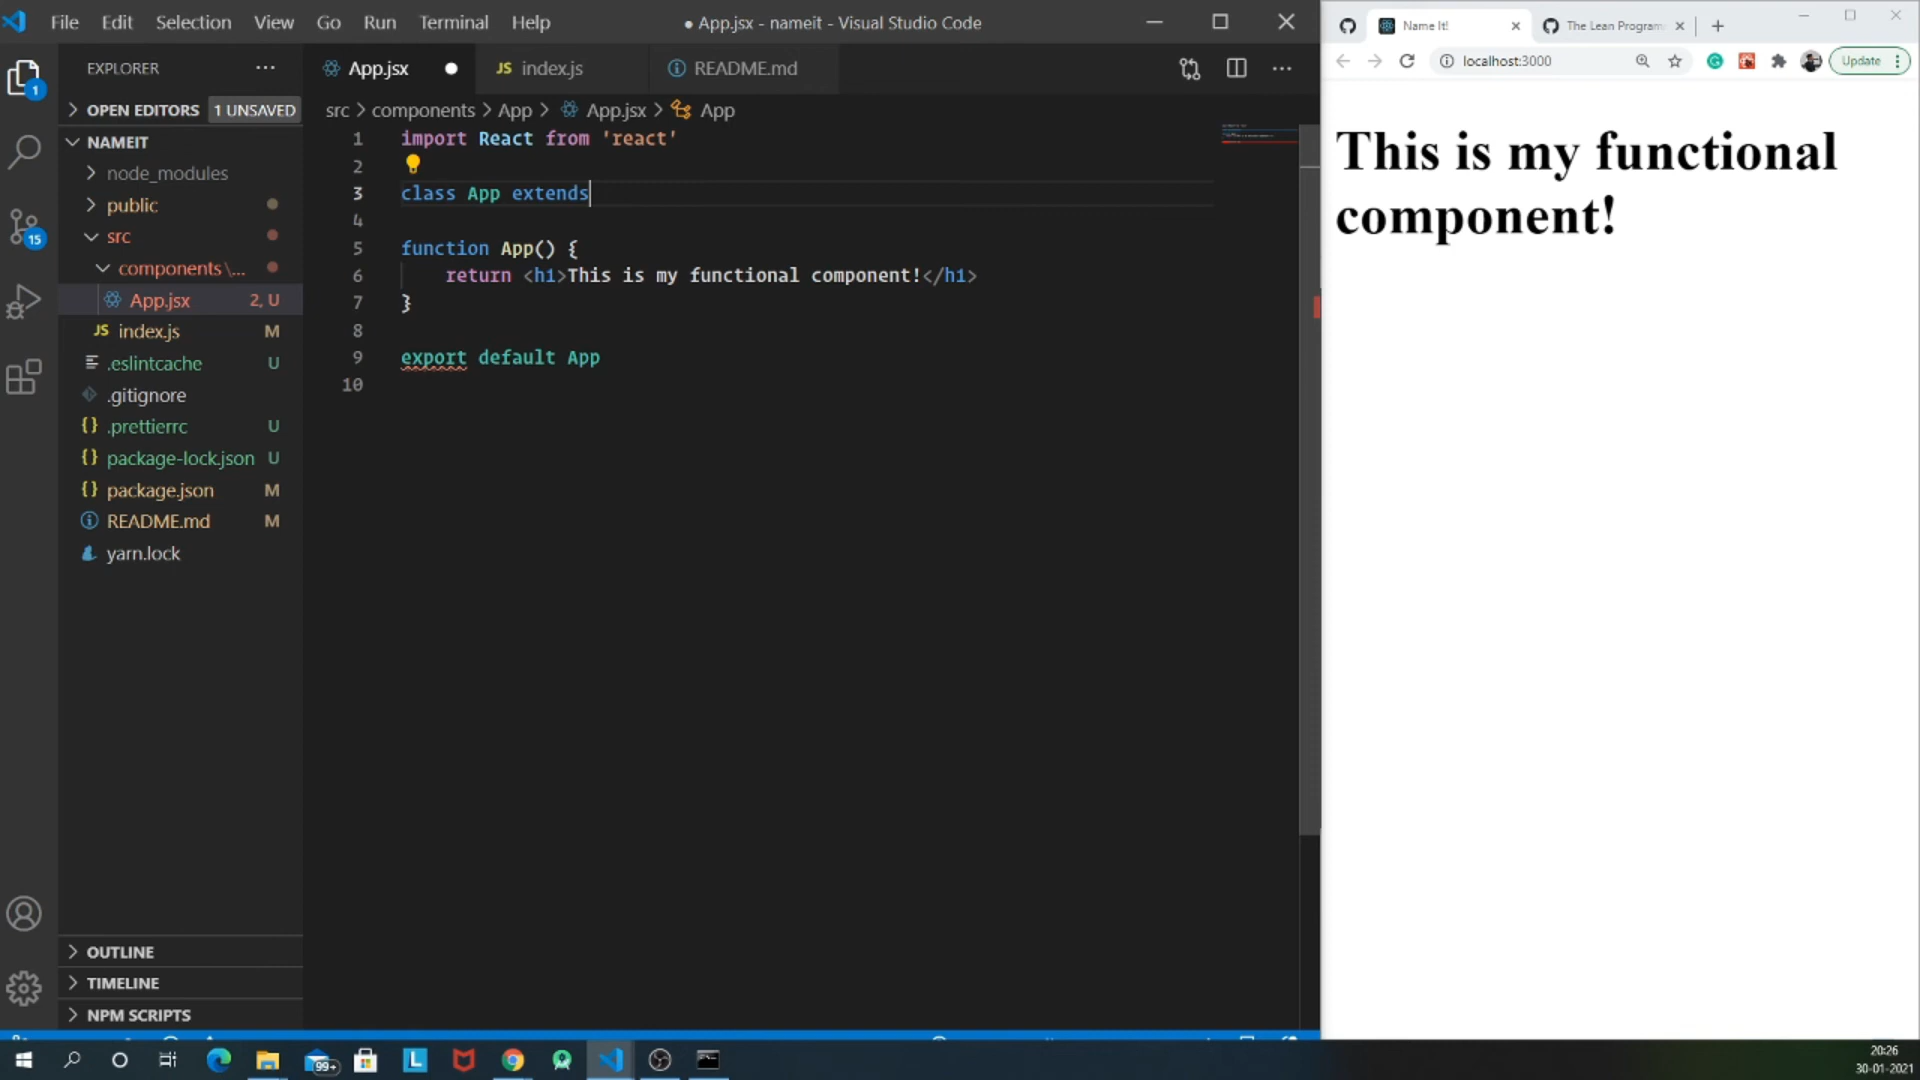 File Edit Selection View Go Run Terminal Help
● App.jsx - nameit - Visual Studio Code
EXPLORER
OPEN EDITORS 1 UNSAVED
NAMEIT
node_modules
public
src
components\...
App.jsx 2, U
index.js M
.eslintcache U
.gitignore
.prettierrc U
package-lock.json U
package.json M
README.md M
yarn.lock
OUTLINE
TIMELINE
NPM SCRIPTS
1
15
App.jsx
JS index.js
README.md
src > components > App > App.jsx > App
1 import React from 'react'
2
3 class App extends
4
5 function App() {
6 return <h1>This is my functional component!</h1>
7 }
8
9 export default App
10
Name It!
The Lean Program
localhost:3000
Update
This is my functional
component!
99+
L
20:26
30-01-2021